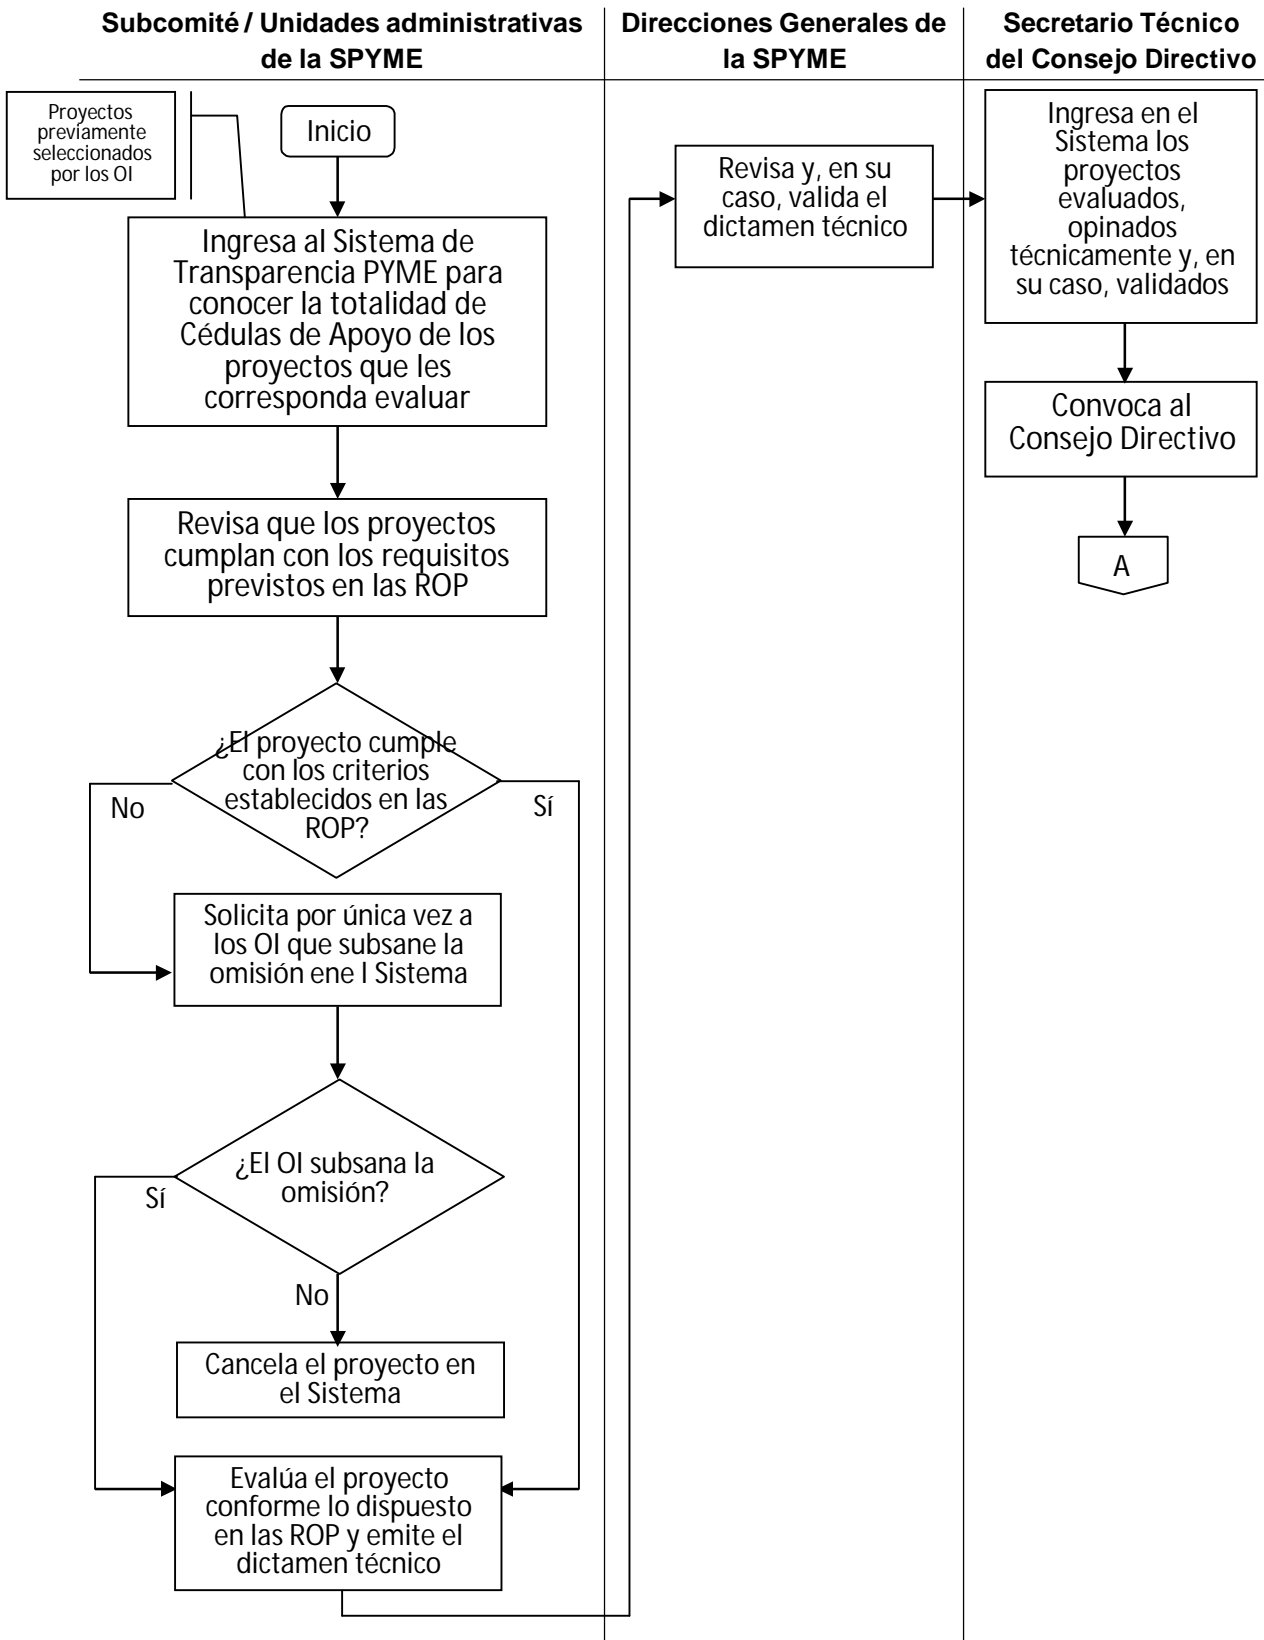 Subcomité / Unidades administrativas
de la SPYME
Direcciones Generales de
la SPYME
Secretario Técnico
del Consejo Directivo
Proyectos
previamente
seleccionados
por los OI
Inicio
Ingresa al Sistema de
Transparencia PYME para
conocer la totalidad de
Cédulas de Apoyo de los
proyectos que les
corresponda evaluar
Revisa que los proyectos
cumplan con los requisitos
previstos en las ROP
¿El proyecto cumple
con los criterios
establecidos en las
ROP?
No
Sí
Solicita por única vez a
los OI que subsane la
omisión ene l Sistema
¿El OI subsana la
omisión?
Sí
No
Cancela el proyecto en
el Sistema
Evalúa el proyecto
conforme lo dispuesto
en las ROP y emite el
dictamen técnico
Revisa y, en su
caso, valida el
dictamen técnico
Ingresa en el
Sistema los
proyectos
evaluados,
opinados
técnicamente y, en
su caso, validados
Convoca al
Consejo Directivo
A